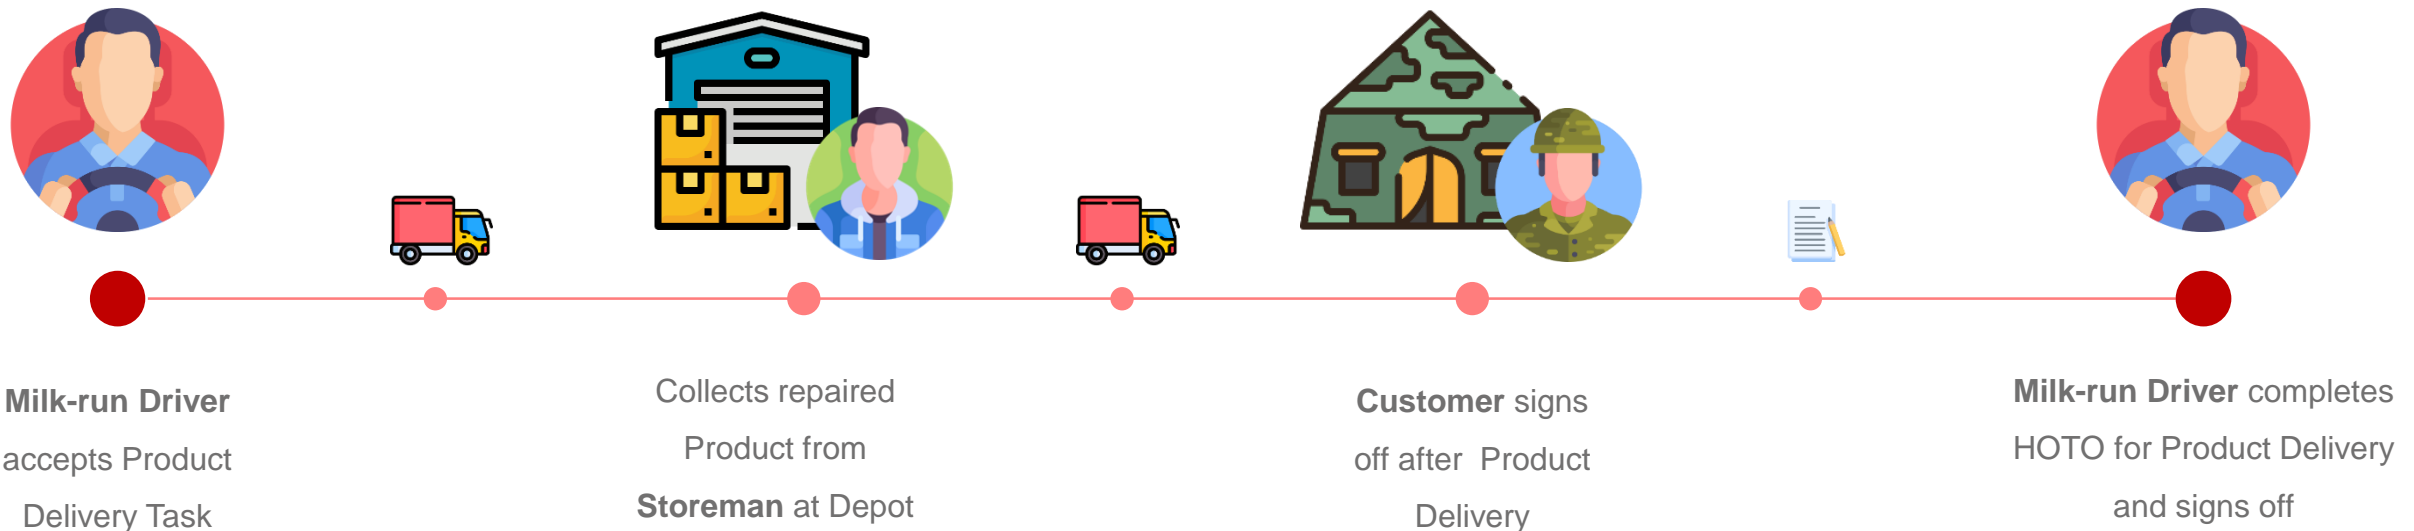 Milk-run Driver
accepts Product
Delivery Task
Collects repaired
Product from
Storeman at Depot
Customer signs
off after  Product
Delivery
Milk-run Driver completes
HOTO for Product Delivery
and signs off